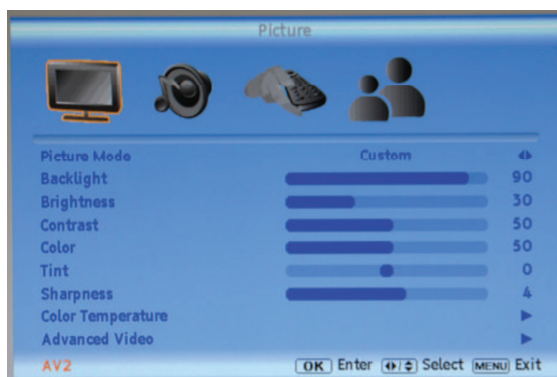 Picture
Picture Mode Custom
Backlight 90
Brightness 30
Contrast 50
Color 50
Tint 0
Sharpness 4
Color Temperature
Advanced Video
AV2 OK Enter Select MENU Exit